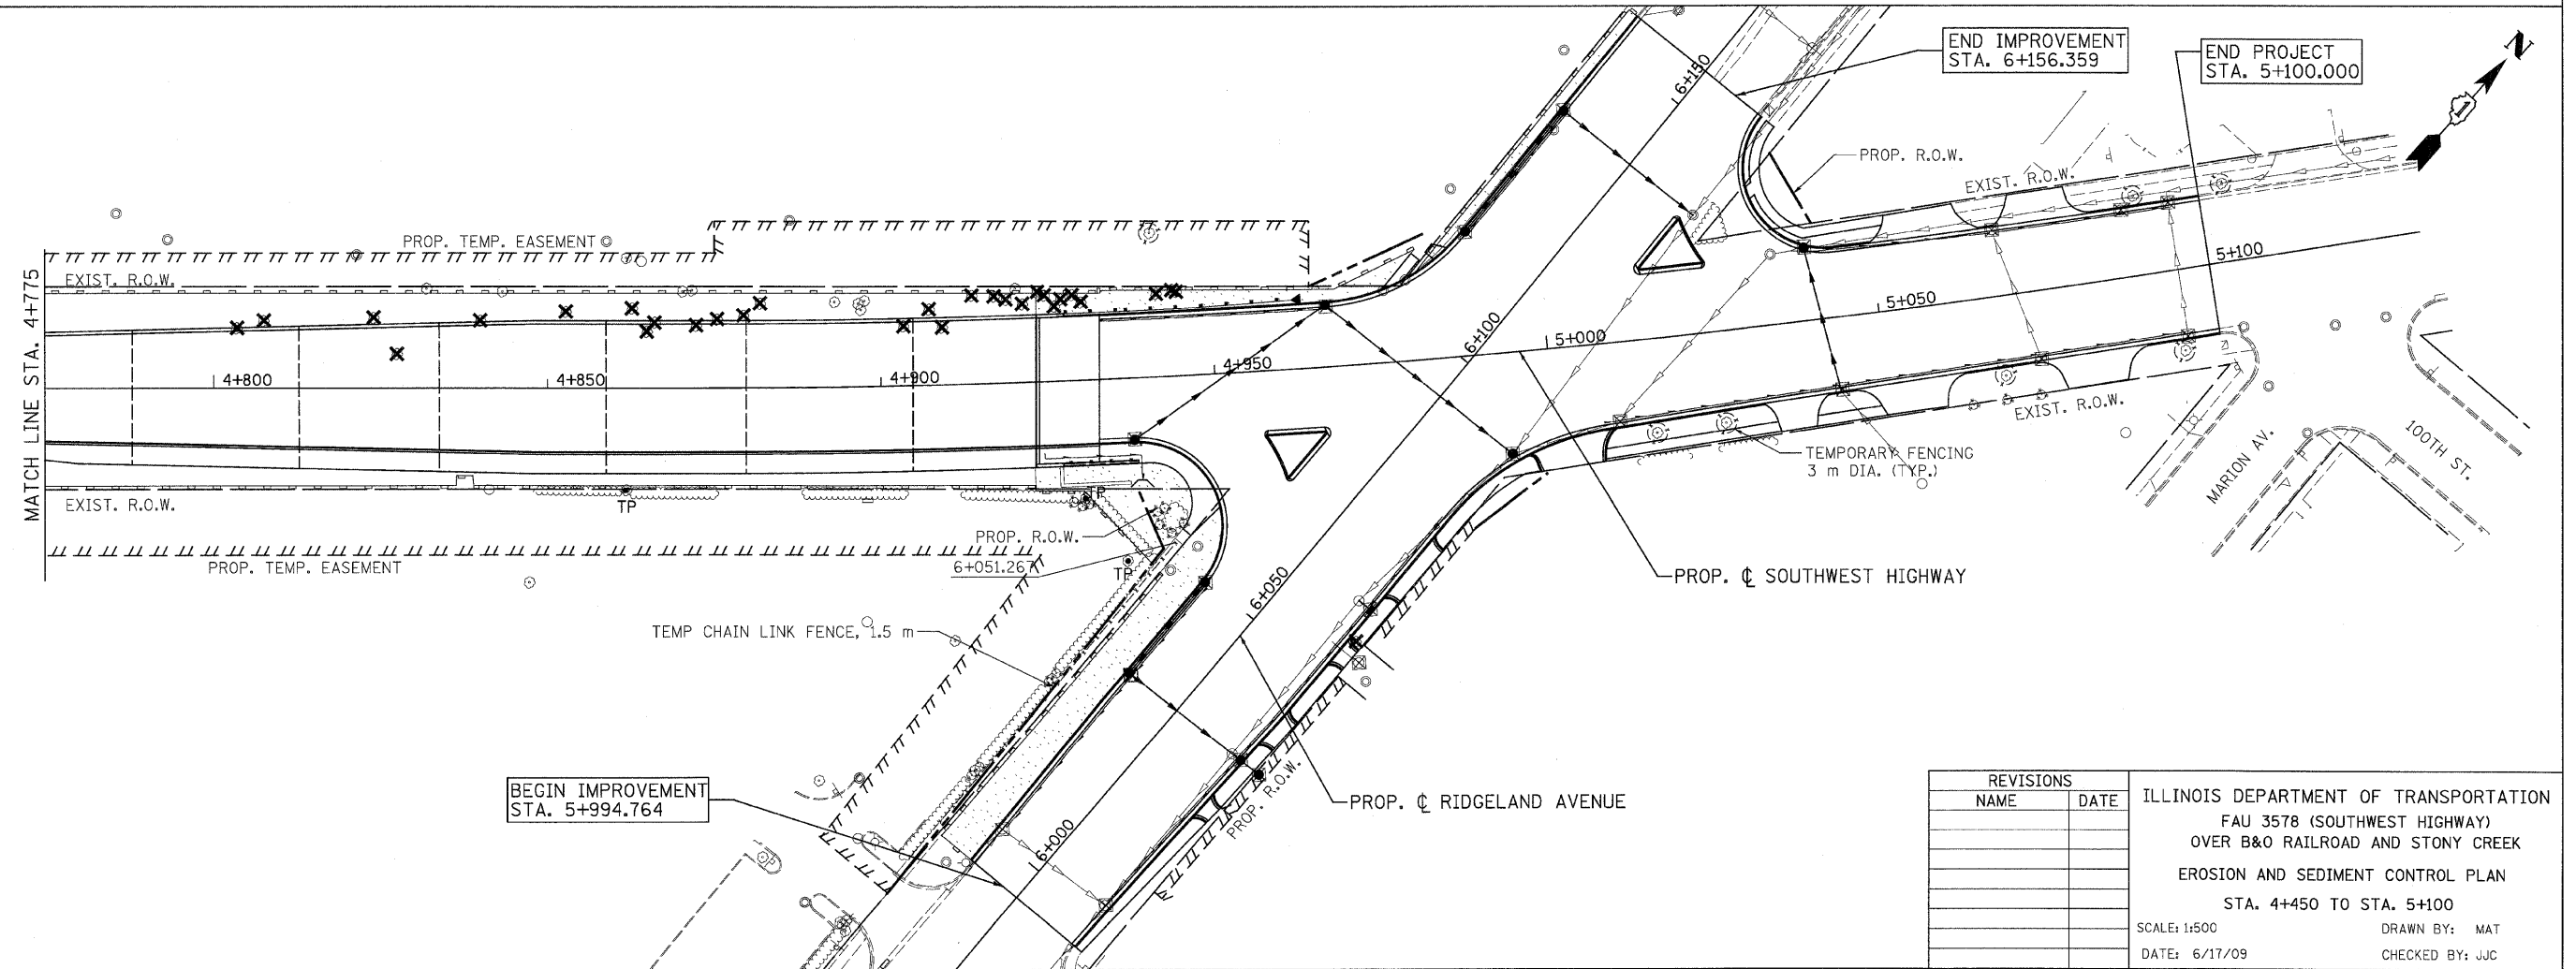 END IMPROVEMENT
STA. 6+156.359
END PROJECT
STA. 5+100.000
N
1
6+150
PROP. R.O.W.
EXIST. R.O.W.
PROP. TEMP. EASEMENT
EXIST. R.O.W.
MATCH LINE STA. 4+775
5+100
5+050
6+100
5+000
4+950
4+900
4+850
4+800
EXIST. R.O.W.
TEMPORARY FENCING
3 m DIA. (TYP.)
MARION AV.
100TH ST.
EXIST. R.O.W.
TP
TP
PROP. R.O.W.
6+051.267
TP
PROP. TEMP. EASEMENT
PROP. ℄ SOUTHWEST HIGHWAY
6+050
TEMP CHAIN LINK FENCE, 1.5 m
BEGIN IMPROVEMENT
STA. 5+994.764
PROP. R.O.W.
PROP. ℄ RIDGELAND AVENUE
6+000
REVISIONS
NAME DATE
ILLINOIS DEPARTMENT OF TRANSPORTATION
FAU 3578 (SOUTHWEST HIGHWAY)
OVER B&O RAILROAD AND STONY CREEK
EROSION AND SEDIMENT CONTROL PLAN
STA. 4+450 TO STA. 5+100
SCALE: 1:500 DRAWN BY: MAT
DATE: 6/17/09 CHECKED BY: JJC